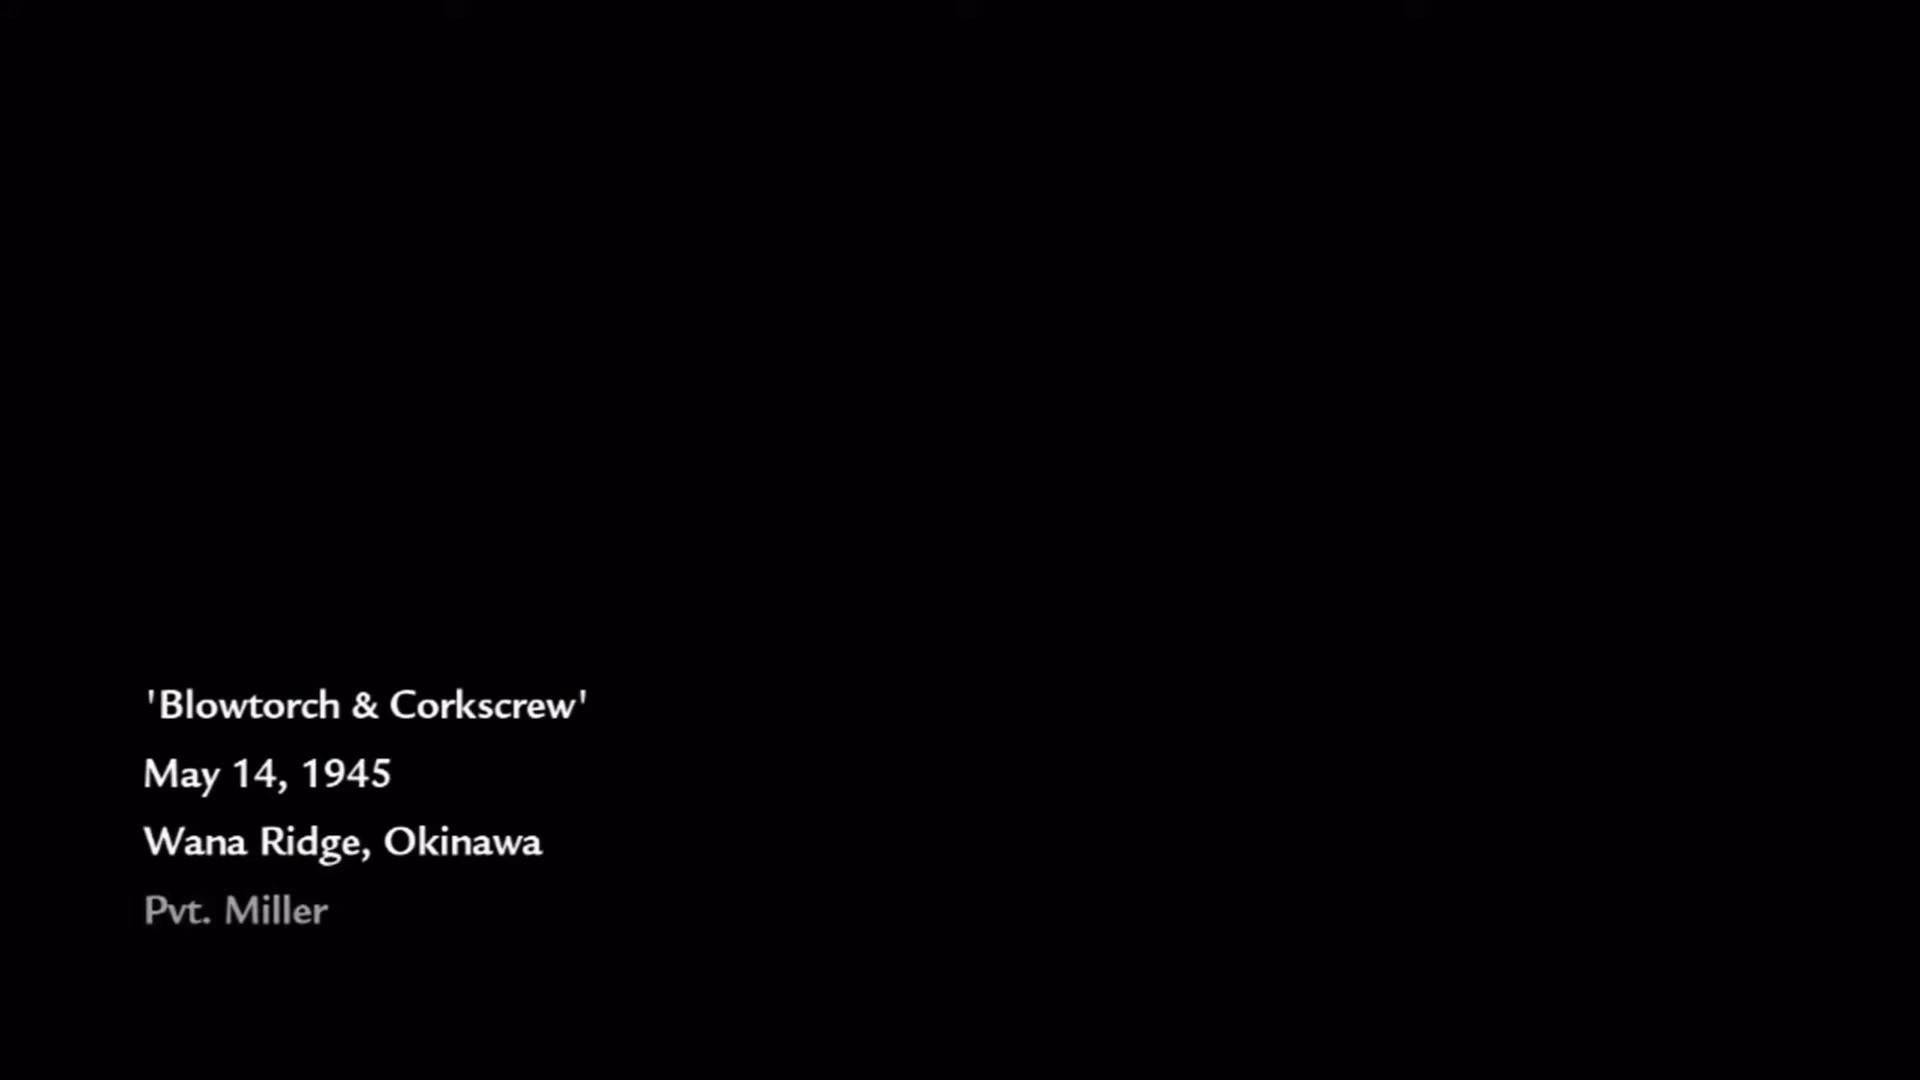 'Blowtorch & Corkscrew'
May 14, 1945
Wana Ridge, Okinawa
Pvt. Miller